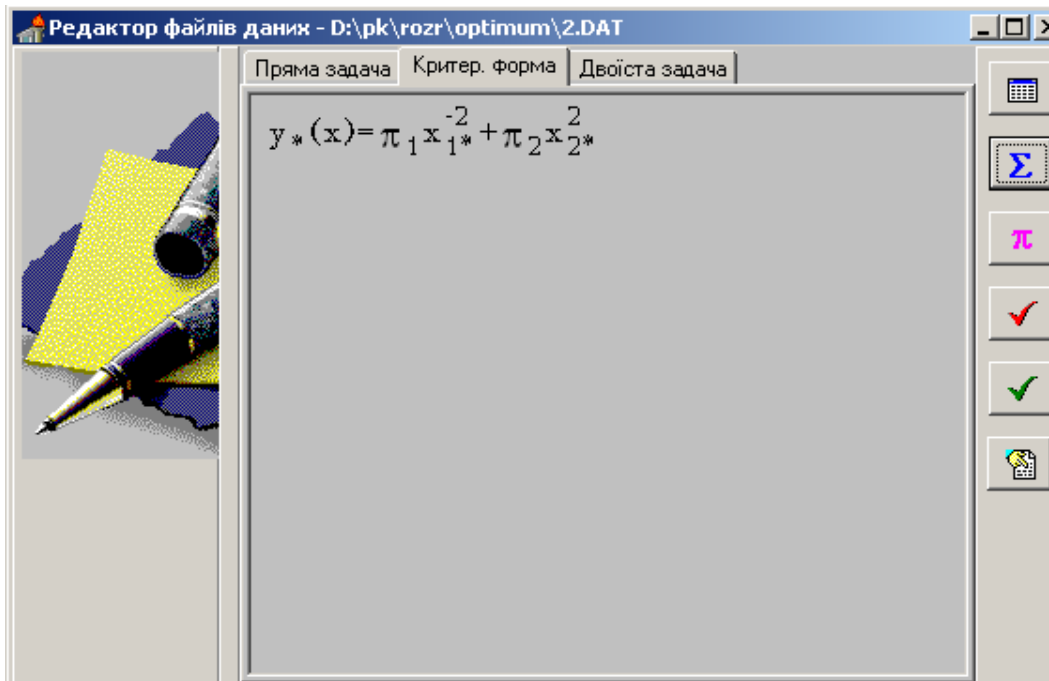 Редактор файлів даних - D:\pk\rozr\optimum\2.DAT
Пряма задача Критер. форма Двоїста задача
y*(x)=π₁x₁*⁻²+π₂x₂*²
Σ
π